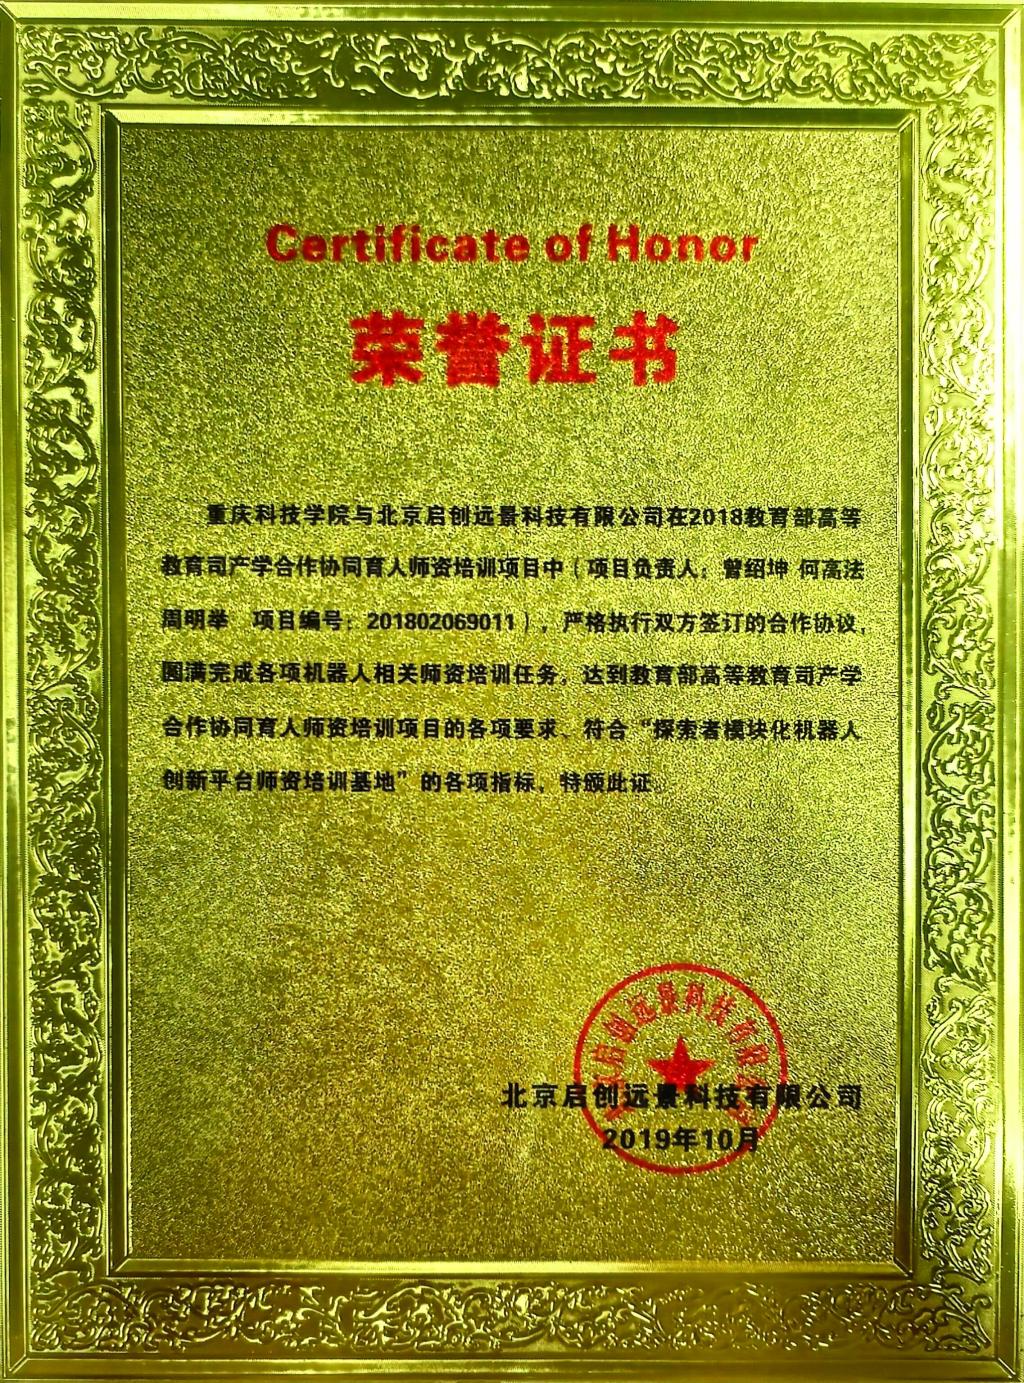 Certificate of Honor
荣誉证书
重庆科技学院与北京启创远景科技有限公司在2018教育部高等
教育司产学合作协同育人师资培训项目中（项目负责人：曾绍坤 何高法
周明举 项目编号：201802069011），严格执行双方签订的合作协议，
圆满完成各项机器人相关师资培训任务，达到教育部高等教育司产学
合作协同育人师资培训项目的各项要求、符合“探索者模块化机器人
创新平台师资培训基地”的各项指标，特颁此证。
启创远景科技有限
北京启创远景科技有限公司
2019年10月